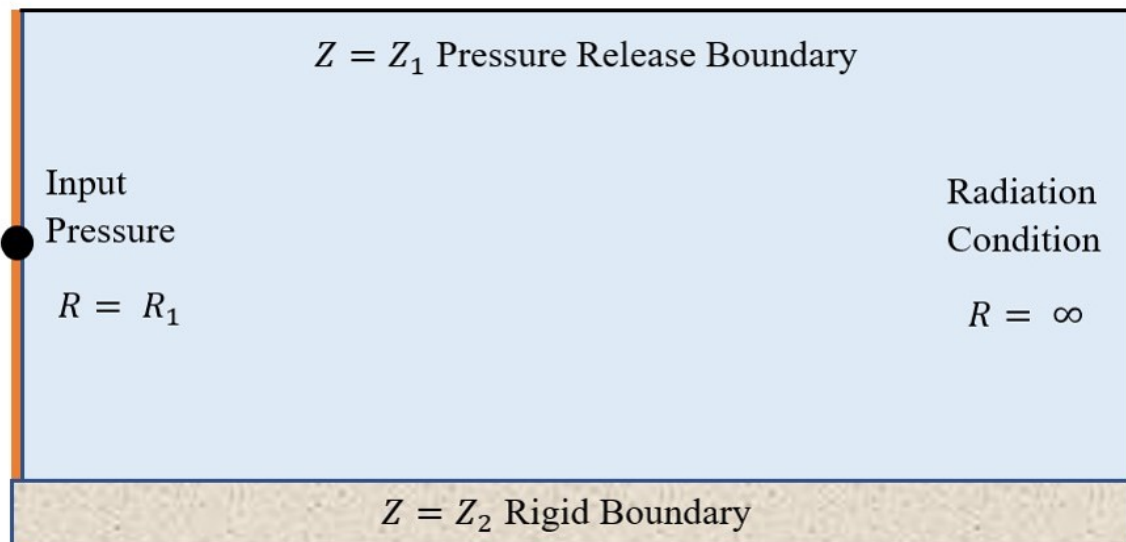 𝑍 = 𝑍₁ Pressure Release Boundary
Input
Pressure
𝑅 = 𝑅₁
Radiation
Condition
𝑅 = ∞
𝑍 = 𝑍₂ Rigid Boundary